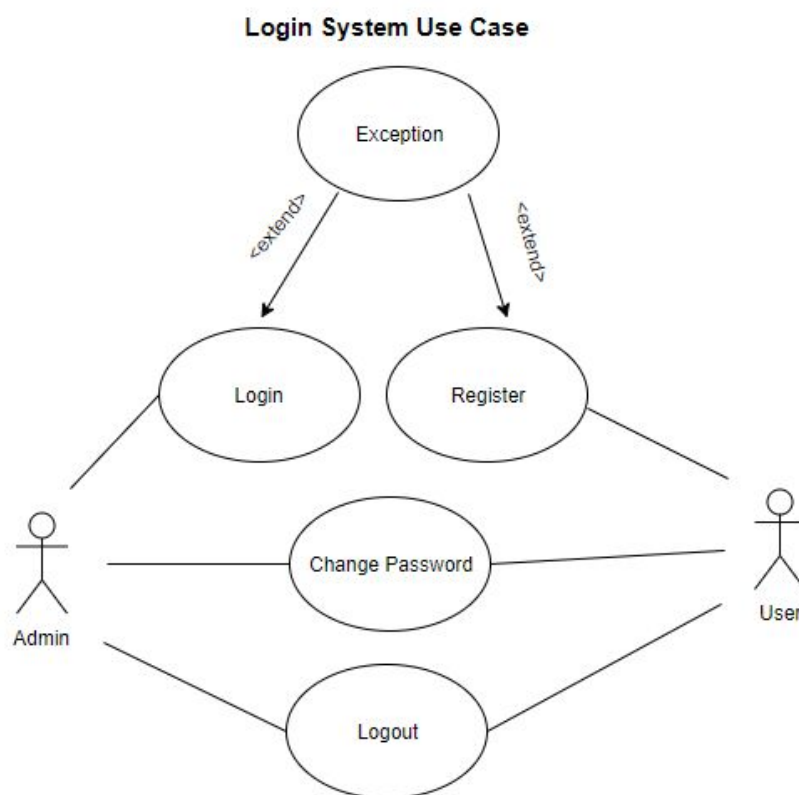 Login System Use Case
Exception
<extend>
<extend>
Login
Register
Change Password
Admin
User
Logout